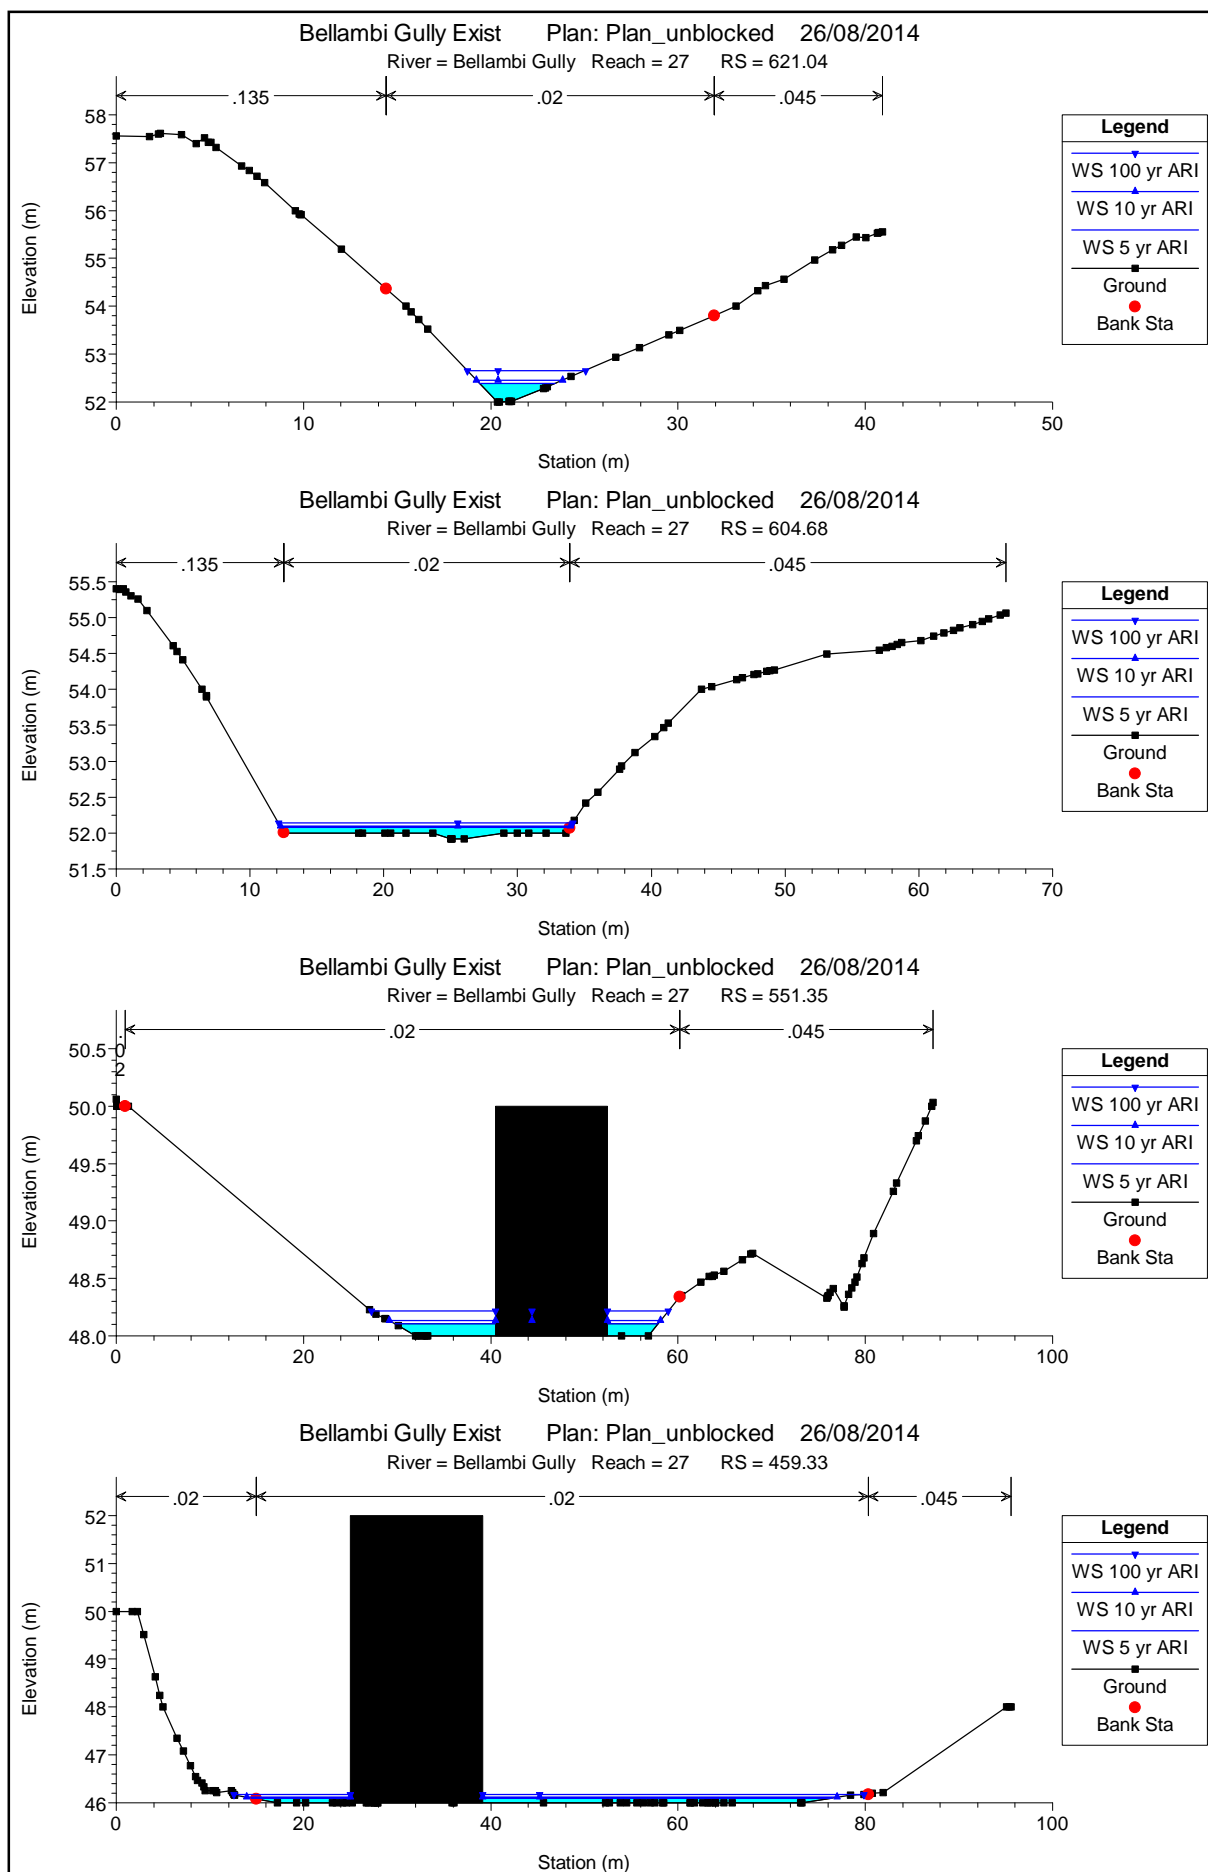 Bellambi Gully Exist Plan: Plan_unblocked 26/08/2014
River = Bellambi Gully Reach = 27 RS = 621.04
.135 .02 .045
58
57
56
55
54
53
52
Elevation (m)
0 10 20 30 40 50
Station (m)
Legend
WS 100 yr ARI
WS 10 yr ARI
WS 5 yr ARI
Ground
Bank Sta
Bellambi Gully Exist Plan: Plan_unblocked 26/08/2014
River = Bellambi Gully Reach = 27 RS = 604.68
.135 .02 .045
55.5
55.0
54.5
54.0
53.5
53.0
52.5
52.0
51.5
Elevation (m)
0 10 20 30 40 50 60 70
Station (m)
Legend
WS 100 yr ARI
WS 10 yr ARI
WS 5 yr ARI
Ground
Bank Sta
Bellambi Gully Exist Plan: Plan_unblocked 26/08/2014
River = Bellambi Gully Reach = 27 RS = 551.35
.02 .02 .045
50.5
50.0
49.5
49.0
48.5
48.0
Elevation (m)
0 20 40 60 80 100
Station (m)
Legend
WS 100 yr ARI
WS 10 yr ARI
WS 5 yr ARI
Ground
Bank Sta
Bellambi Gully Exist Plan: Plan_unblocked 26/08/2014
River = Bellambi Gully Reach = 27 RS = 459.33
.02 .02 .045
52
51
50
49
48
47
46
Elevation (m)
0 20 40 60 80 100
Station (m)
Legend
WS 100 yr ARI
WS 10 yr ARI
WS 5 yr ARI
Ground
Bank Sta